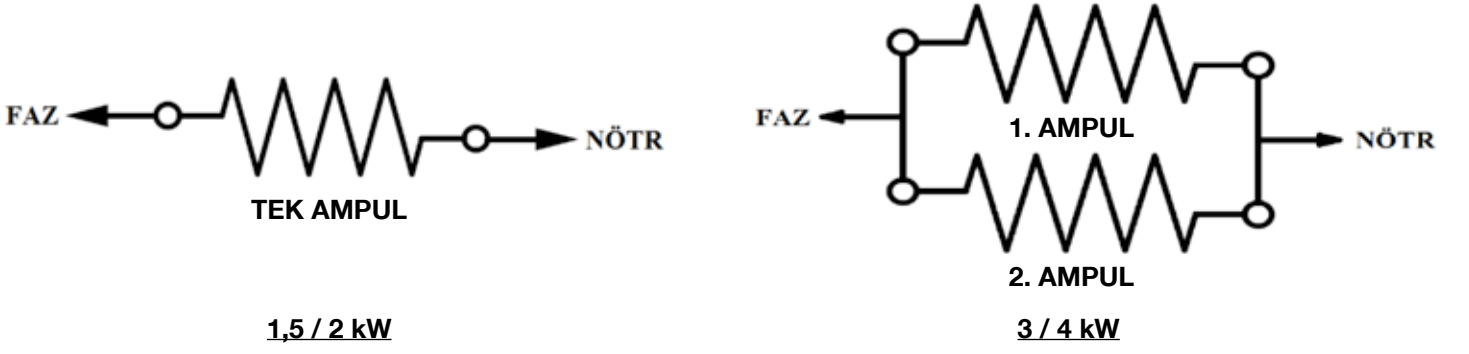 FAZ
NÖTR
TEK AMPUL
1,5 / 2 kW
FAZ
1. AMPUL
NÖTR
2. AMPUL
3 / 4 kW